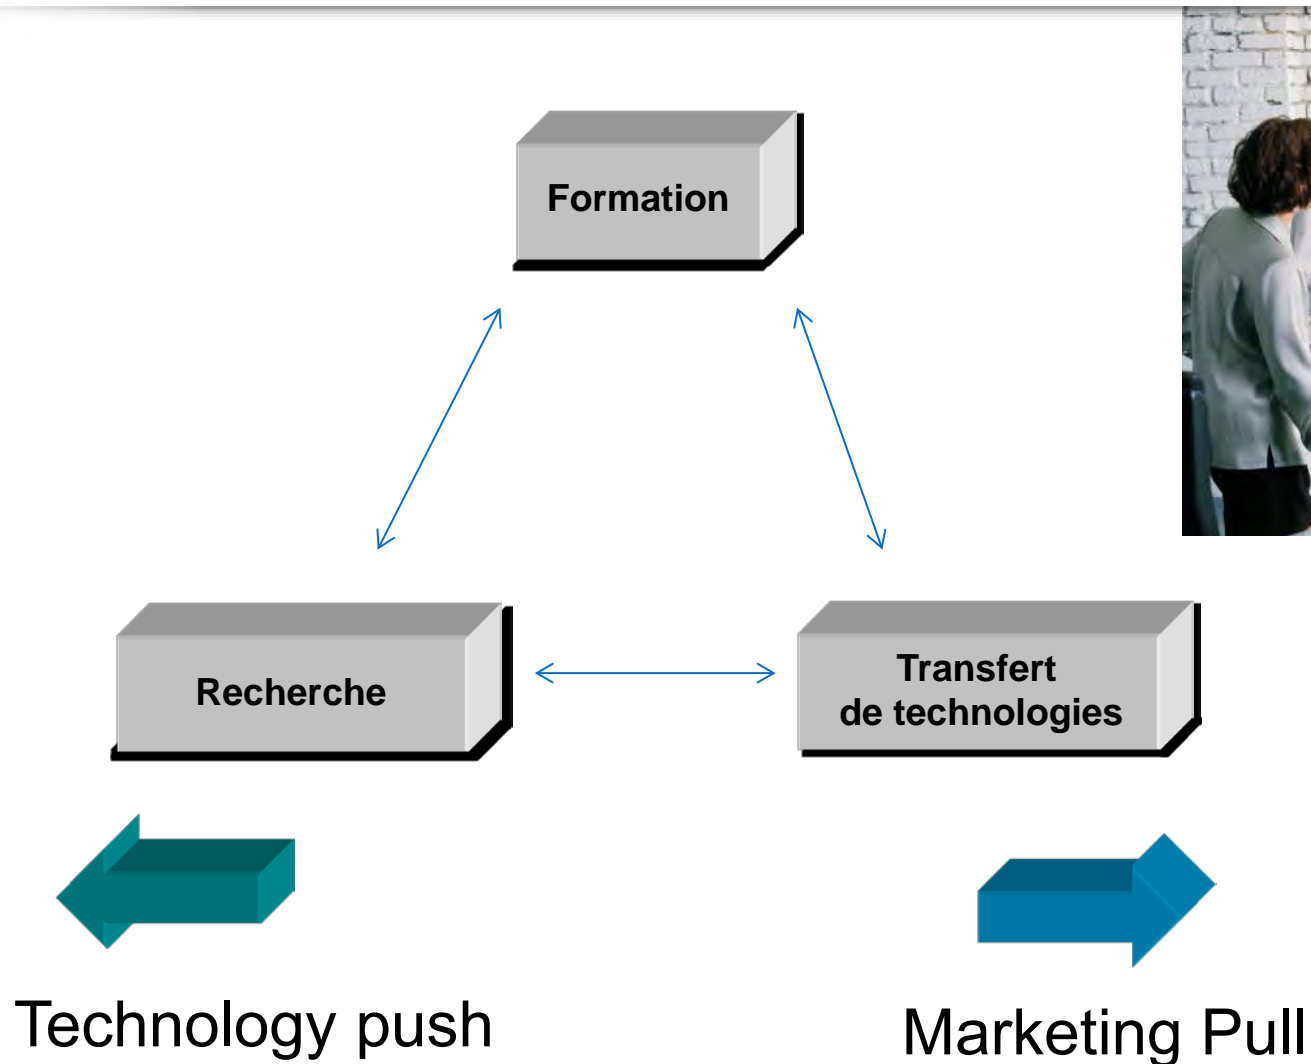 Formation
Recherche
Transfert
de technologies
Technology push
Marketing Pull